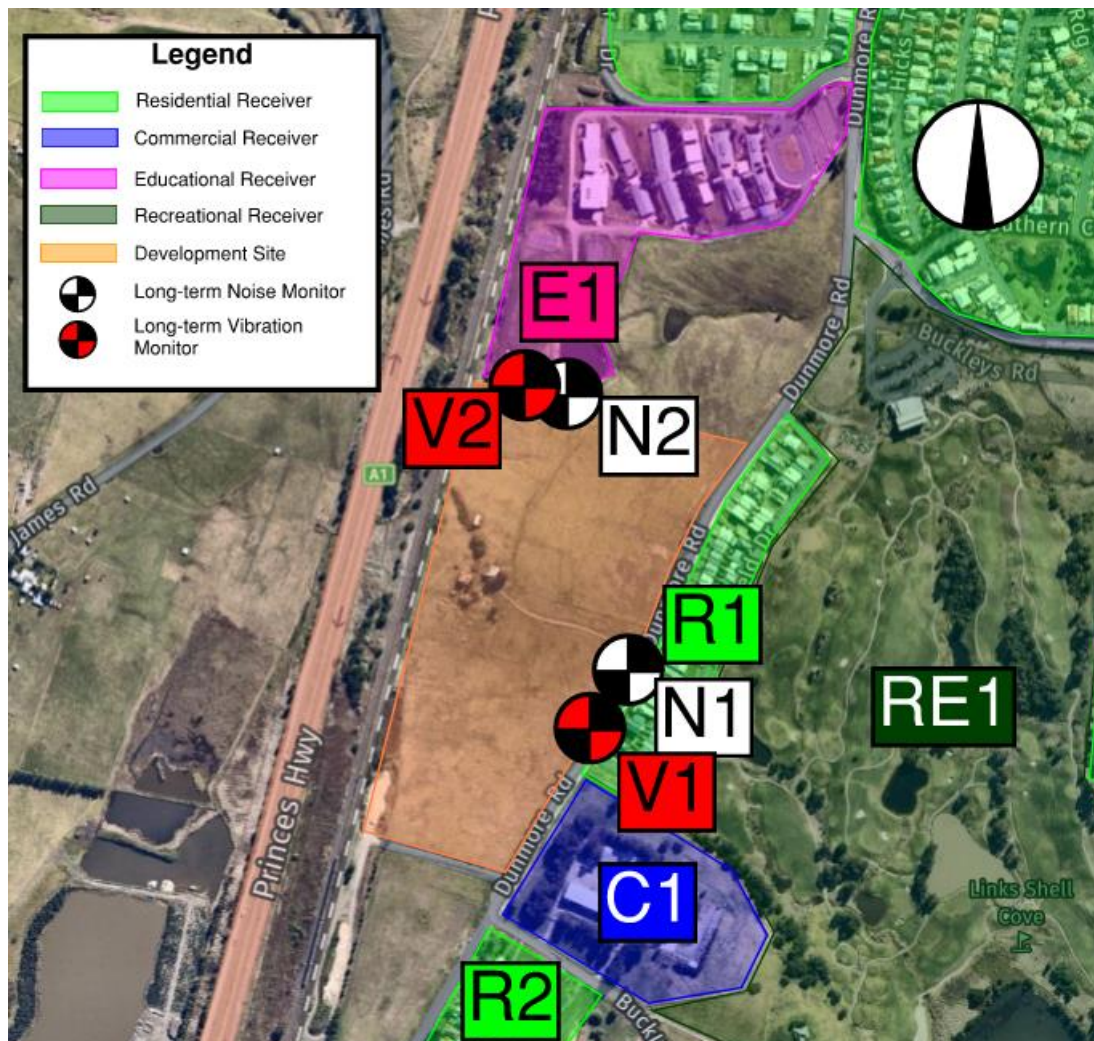 Legend
Residential Receiver
Commercial Receiver
Educational Receiver
Recreational Receiver
Development Site
Long-term Noise Monitor
Long-term Vibration
Monitor
Dr
Dunmore Rd
Hicks
Rdg
E1
Buckleys Rd
Dunmore Rd
V2
N2
A1
James Rd
R1
N1
RE1
V1
Princes Hwy
Dunmore Rd
C1
Links Shell
Cove
R2